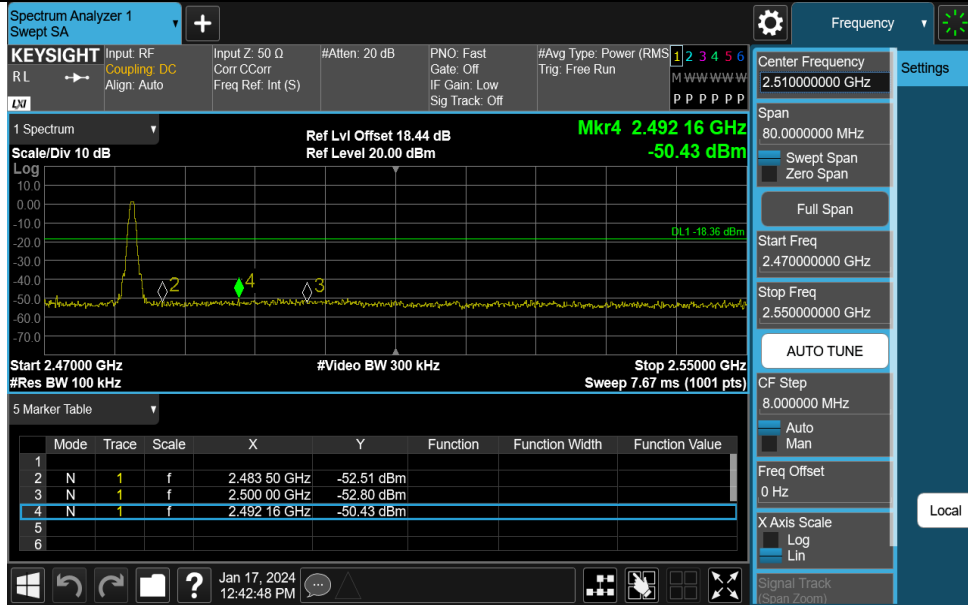 Spectrum Analyzer 1
Swept SA
+
Frequency
KEYSIGHT
R L
LXI
Input: RF
Coupling: DC
Align: Auto
Input Z: 50 Ω
Corr CCorr
Freq Ref: Int (S)
#Atten: 20 dB
PNO: Fast
Gate: Off
IF Gain: Low
Sig Track: Off
#Avg Type: Power (RMS
Trig: Free Run
1 2 3 4 5 6
M W W W W W
P P P P P P
1 Spectrum
Scale/Div 10 dB
Ref Lvl Offset 18.44 dB
Ref Level 20.00 dBm
Mkr4 2.492 16 GHz
-50.43 dBm
Log
10.0
0.00
-10.0
-20.0
-30.0
-40.0
-50.0
-60.0
-70.0
DL1 -18.36 dBm
2
4
3
Start 2.47000 GHz
#Res BW 100 kHz
#Video BW 300 kHz
Stop 2.55000 GHz
Sweep 7.67 ms (1001 pts)
5 Marker Table
Mode Trace Scale X Y Function Function Width Function Value
1
2 N 1 f 2.483 50 GHz -52.51 dBm
3 N 1 f 2.500 00 GHz -52.80 dBm
4 N 1 f 2.492 16 GHz -50.43 dBm
5
6
?
Jan 17, 2024
12:42:48 PM
Center Frequency
2.510000000 GHz
Span
80.0000000 MHz
Swept Span
Zero Span
Full Span
Start Freq
2.470000000 GHz
Stop Freq
2.550000000 GHz
AUTO TUNE
CF Step
8.000000 MHz
Auto
Man
Freq Offset
0 Hz
X Axis Scale
Log
Lin
Signal Track
(Span Zoom)
Settings
Local